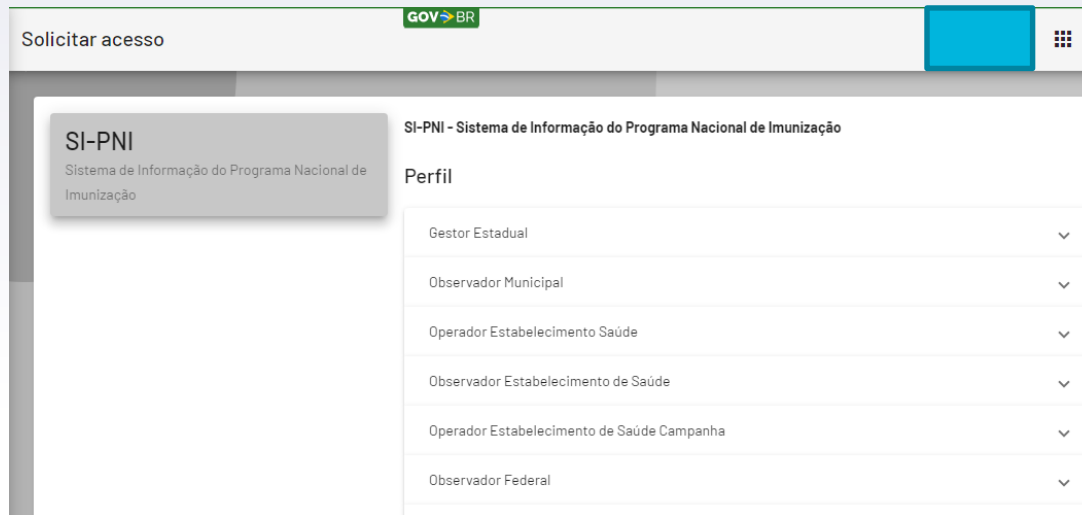 GOV BR
Solicitar acesso
SI-PNI
Sistema de Informação do Programa Nacional de
Imunização
SI-PNI - Sistema de Informação do Programa Nacional de Imunização
Perfil
Gestor Estadual
Observador Municipal
Operador Estabelecimento Saúde
Observador Estabelecimento de Saúde
Operador Estabelecimento de Saúde Campanha
Observador Federal